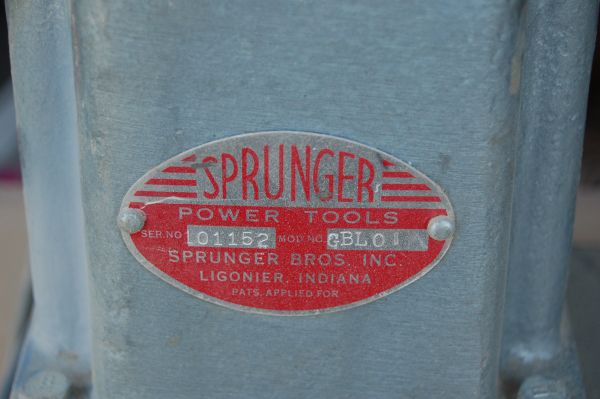 SPRUNGER
POWER TOOLS
SER.NO. 01152 MOD.NO. GBL01
SPRUNGER BROS. INC.
LIGONIER, INDIANA
PATS. APPLIED FOR